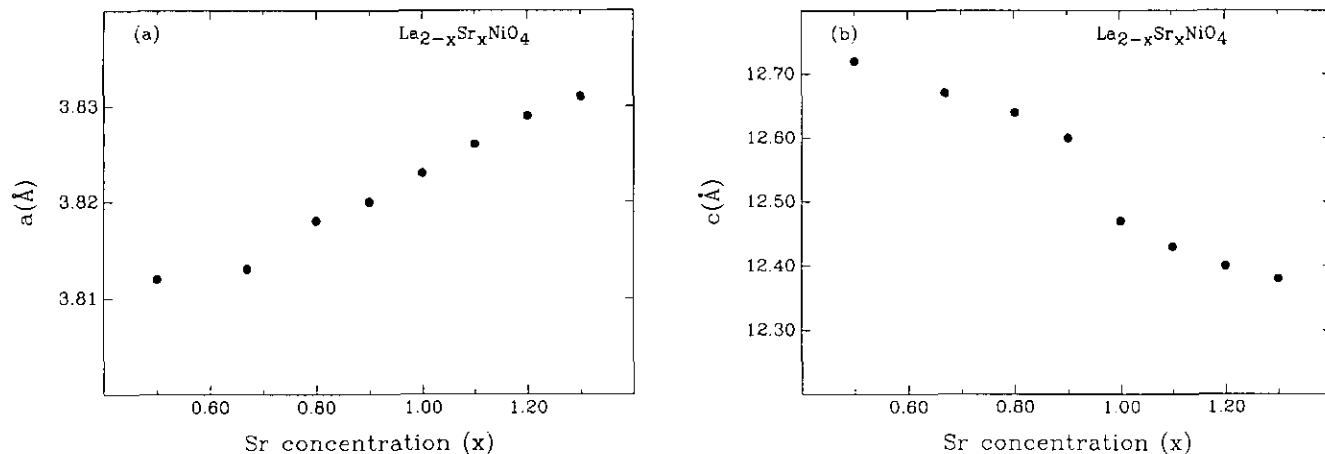 (a) La2-xSrxNiO4
3.83
3.82
3.81
a(Å)
0.60 0.80 1.00 1.20
Sr concentration (x)
(b) La2-xSrxNiO4
12.70
12.60
12.50
12.40
12.30
c(Å)
0.60 0.80 1.00 1.20
Sr concentration (x)